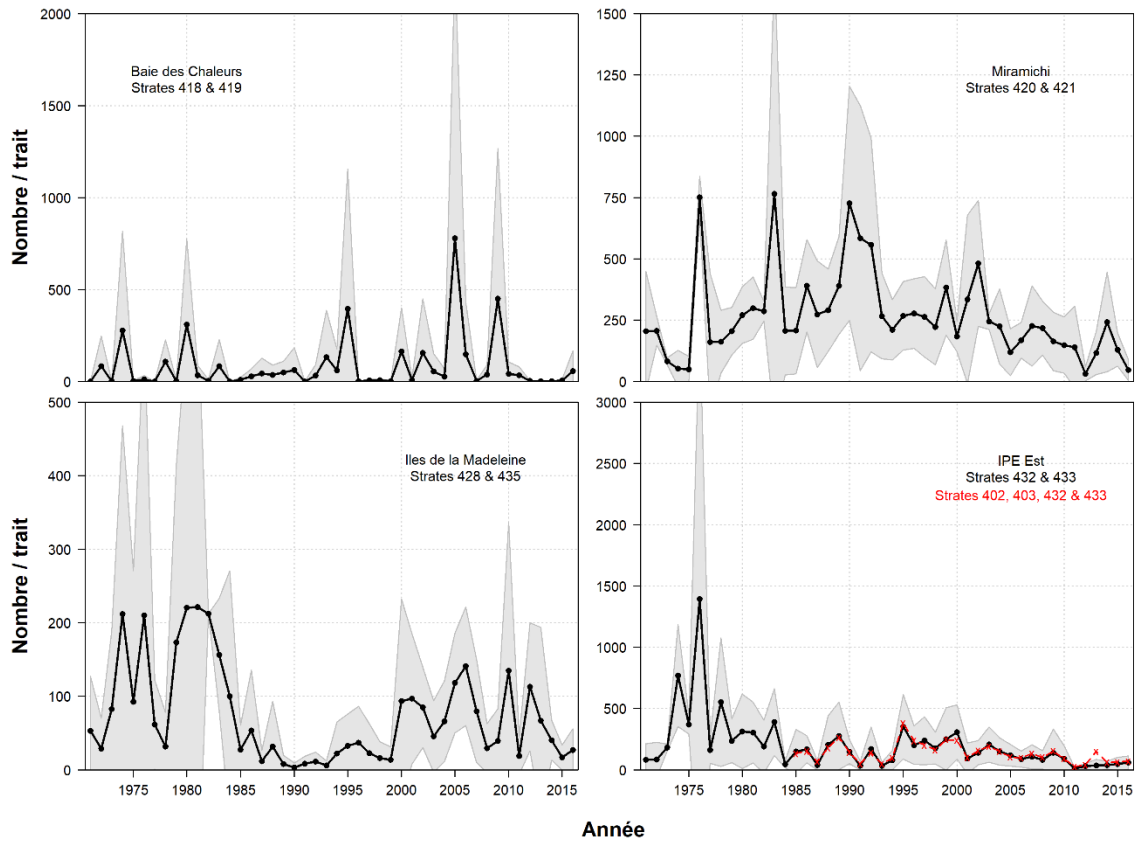 2000
1500
1000
500
0
Baie des Chaleurs
Strates 418 & 419
1500
1250
1000
750
500
250
0
Miramichi
Strates 420 & 421
Nombre / trait
500
400
300
200
100
0
Iles de la Madeleine
Strates 428 & 435
1975 1980 1985 1990 1995 2000 2005 2010 2015
3000
2500
2000
1500
1000
500
0
IPE Est
Strates 432 & 433
Strates 402, 403, 432 & 433
1975 1980 1985 1990 1995 2000 2005 2010 2015
Nombre / trait
Année